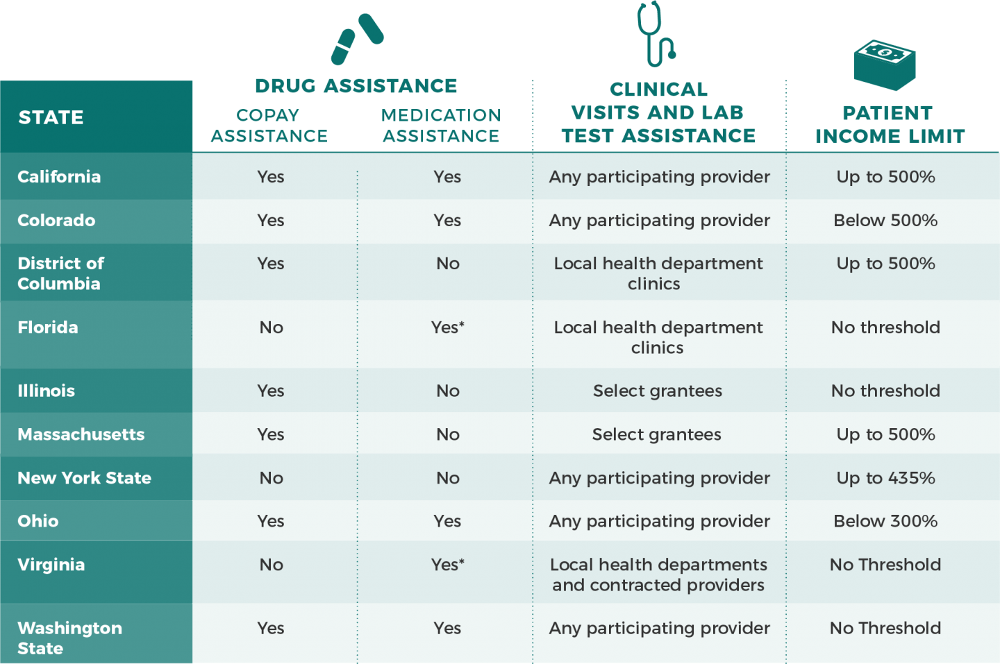 DRUG ASSISTANCE
CLINICAL
VISITS AND LAB
TEST ASSISTANCE
PATIENT
INCOME LIMIT
STATE
COPAY
ASSISTANCE
MEDICATION
ASSISTANCE
California Yes Yes Any participating provider Up to 500%
Colorado Yes Yes Any participating provider Below 500%
District of Yes No Local health department Up to 500%
Columbia clinics
Florida No Yes* Local health department No threshold
clinics
Illinois Yes No Select grantees No threshold
Massachusetts Yes No Select grantees Up to 500%
New York State No No Any participating provider Up to 435%
Ohio Yes Yes Any participating provider Below 300%
Virginia No Yes* Local health departments No Threshold
and contracted providers
Washington Yes Yes Any participating provider No Threshold
State